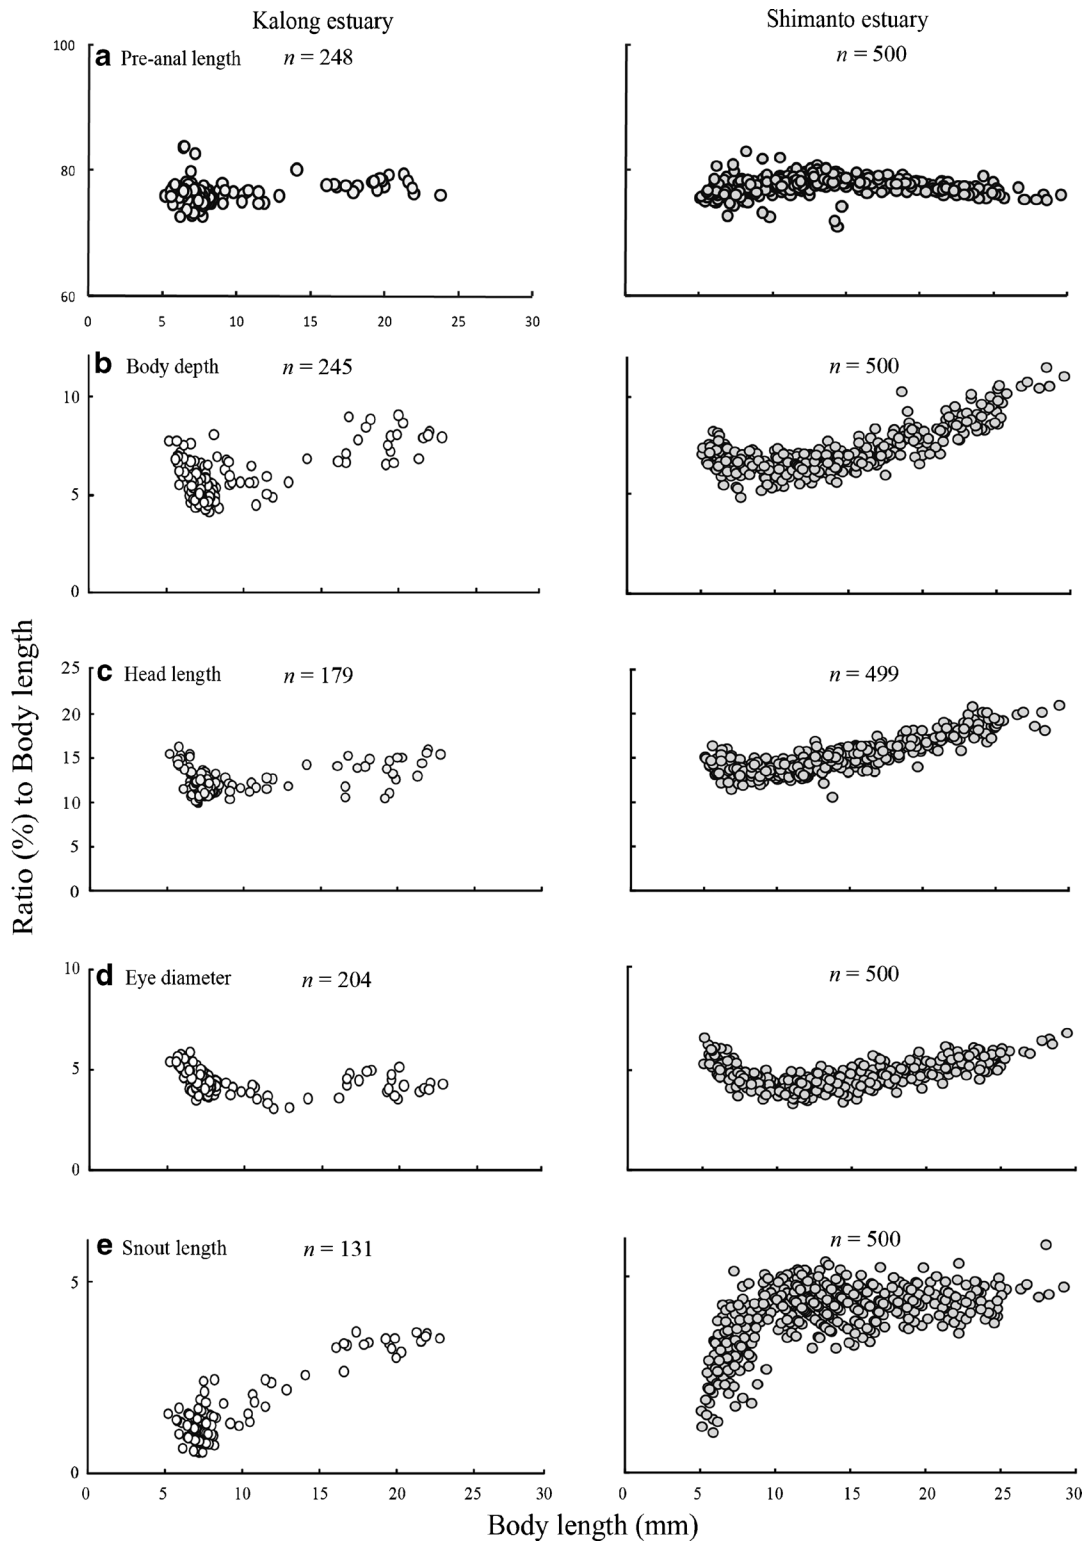 Kalong estuary
Shimanto estuary
100
a Pre-anal length n = 248
n = 500
80
60
0 5 10 15 20 25 30
b Body depth n = 245
n = 500
10
5
0
c Head length n = 179
n = 499
25
20
15
10
5
0
d Eye diameter n = 204
n = 500
10
5
0
e Snout length n = 131
n = 500
5
0
0 5 10 15 20 25 30
0 5 10 15 20 25 30
Ratio (%) to Body length
Body length (mm)